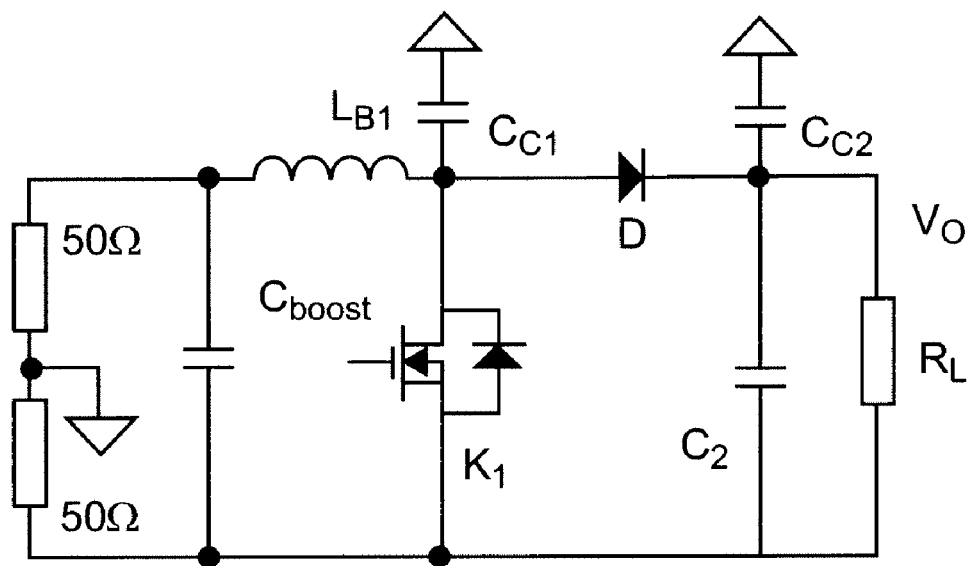 L_B1
C_C1
C_C2
50Ω
D
V_O
C_boost
R_L
K_1
C_2
50Ω